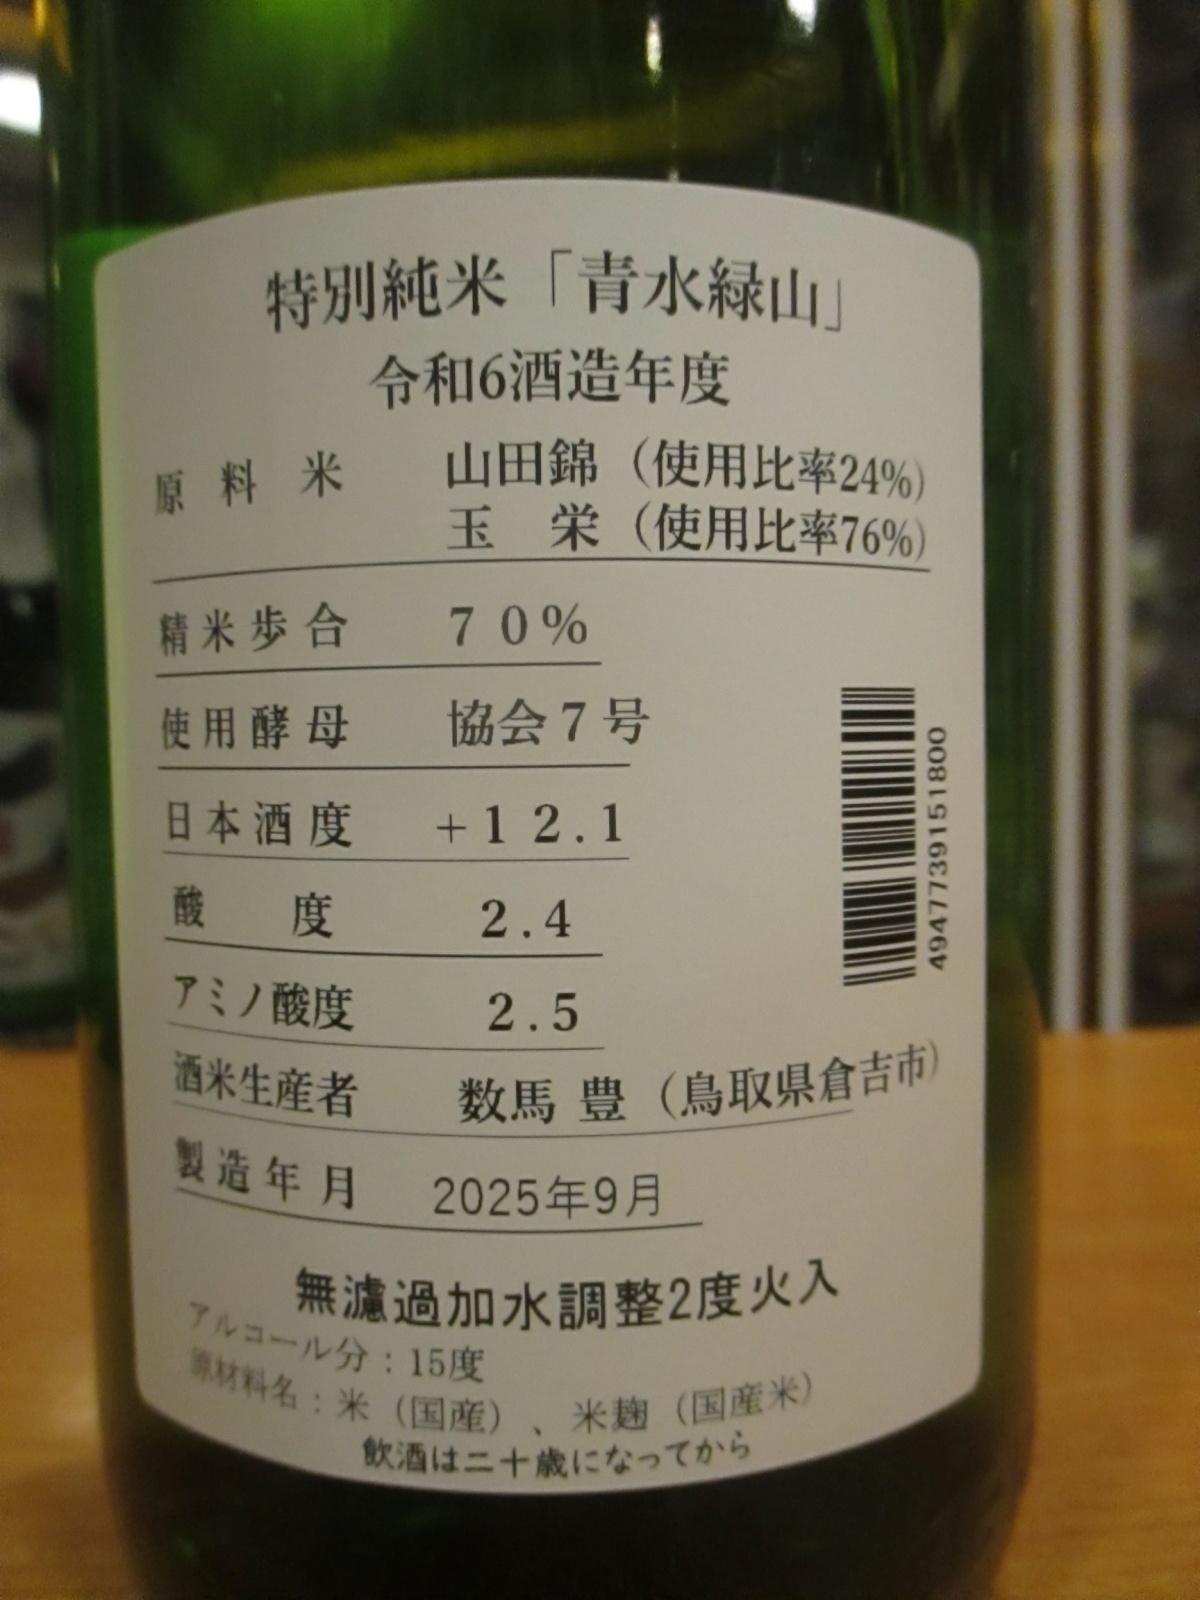 特別純米「青水緑山」
令和6酒造年度
原料米 山田錦（使用比率24%）
玉 栄（使用比率76%）
精米歩合 70%
使用酵母 協会7号
日本酒度 +12.1
酸 度 2.4
アミノ酸度 2.5
酒米生産者 数馬 豊（鳥取県倉吉市）
製造年月 2025年9月
無濾過加水調整2度火入
アルコール分：15度
原材料名：米（国産）、米麹（国産米）
飲酒は二十歳になってから
4947739151800